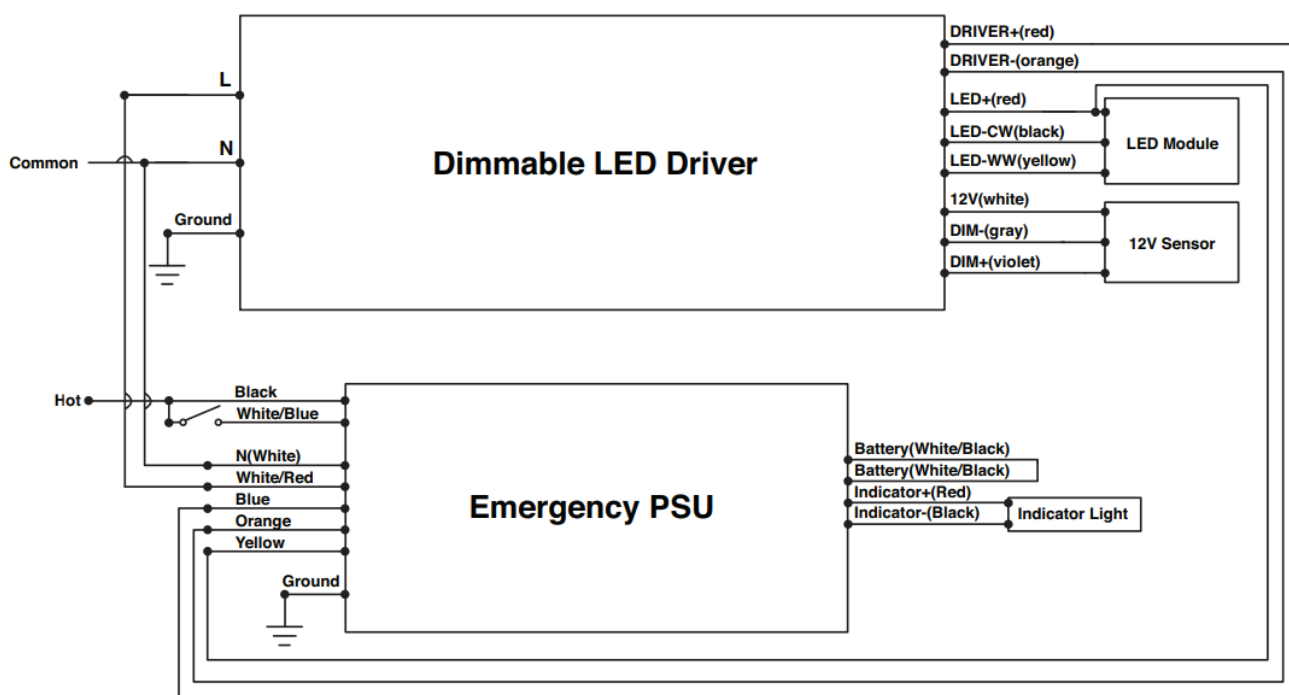 DRIVER+(red)
DRIVER-(orange)
L
LED+(red)
LED-CW(black)
LED Module
N
Common
Dimmable LED Driver
LED-WW(yellow)
12V(white)
Ground
DIM-(gray)
12V Sensor
DIM+(violet)
Black
Hot
White/Blue
N(White)
Battery(White/Black)
White/Red
Battery(White/Black)
Blue
Indicator+(Red)
Emergency PSU
Orange
Indicator-(Black)
Indicator Light
Yellow
Ground